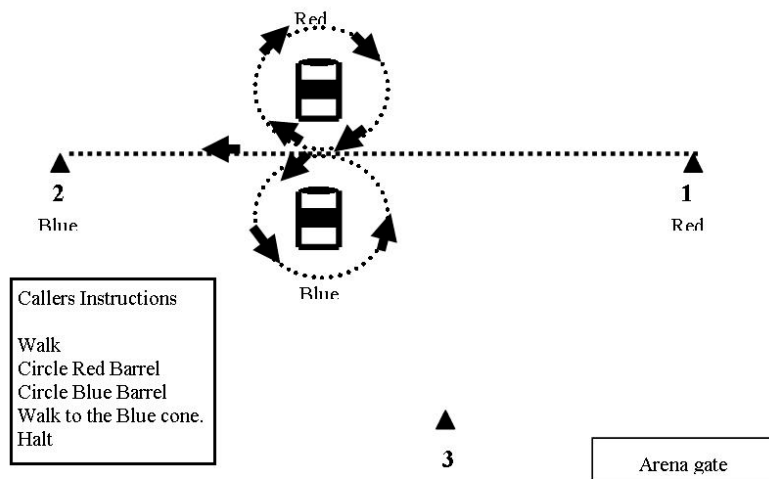 Red
2
1
Blue
Red
Blue
Callers Instructions
Walk
Circle Red Barrel
Circle Blue Barrel
Walk to the Blue cone.
Halt
3
Arena gate